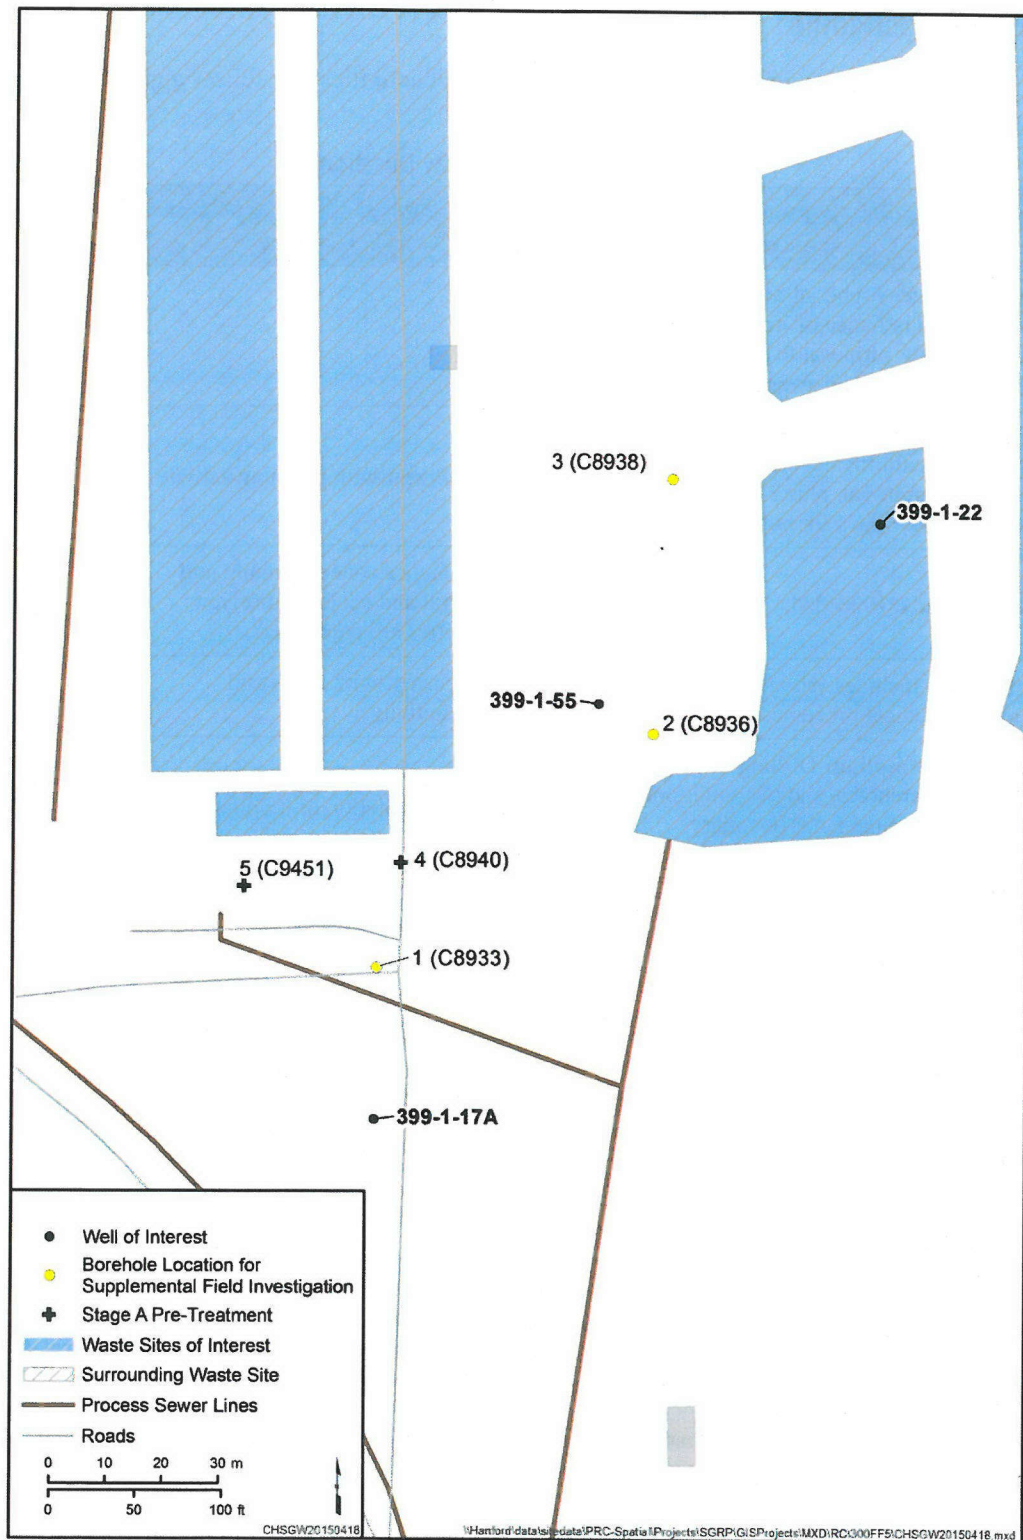 3 (C8938)
399-1-22
399-1-55
2 (C8936)
4 (C8940)
5 (C9451)
1 (C8933)
399-1-17A
Well of Interest
Borehole Location for
Supplemental Field Investigation
Stage A Pre-Treatment
Waste Sites of Interest
Surrounding Waste Site
Process Sewer Lines
Roads
0 10 20 30 m
0 50 100 ft
CHSGW20150418
\\Hanford\data\sitedata\PRC-Spatial\Projects\SGRP\GISProjects\MXD\RC\300FF5\CHSGW20150418.mxd